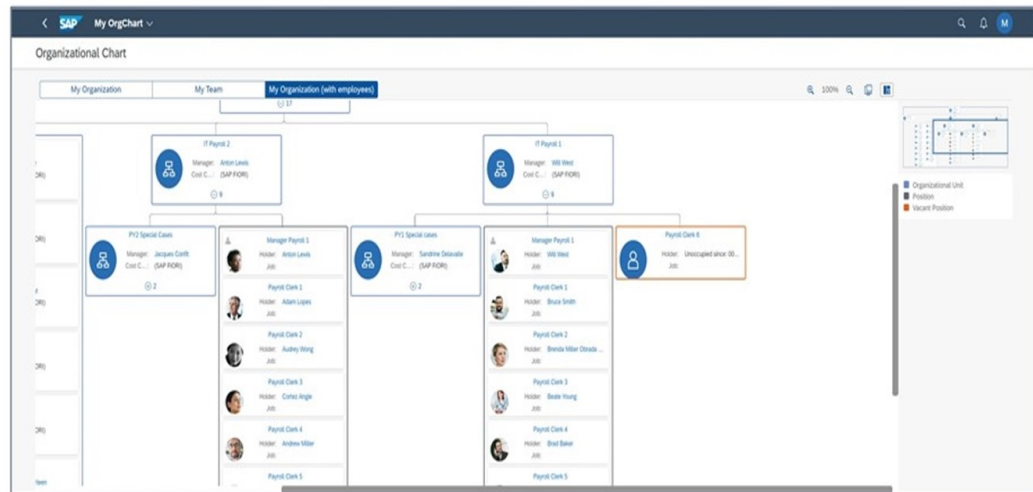 SAP My OrgChart M
Organizational Chart
My Organization My Team My Organization (with employees) 100%
17
IT Payroll 2
Manager: Anton Lewis
Cost C...: (SAP FIORI)
9
IT Payroll 1
Manager: Willi West
Cost C...: (SAP FIORI)
9
PY2 Special Cases
Manager: Jacques Confit
Cost C...: (SAP FIORI)
2
Manager Payroll 1
Holder: Anton Lewis
Job:
Payroll Clerk 1
Holder: Adam Lopes
Job:
Payroll Clerk 2
Holder: Audrey Wong
Job:
Payroll Clerk 3
Holder: Cortez Angie
Job:
Payroll Clerk 4
Holder: Andrew Miller
Job:
Payroll Clerk 5
PY1 Special cases
Manager: Sandrine Delavalle
Cost C...: (SAP FIORI)
2
Manager Payroll 1
Holder: Willi West
Job:
Payroll Clerk 1
Holder: Bruce Smith
Job:
Payroll Clerk 2
Holder: Brenda Miller Obrada ...
Job:
Payroll Clerk 3
Holder: Beate Young
Job:
Payroll Clerk 4
Holder: Brad Baker
Job:
Payroll Clerk 5
Payroll Clerk 6
Holder: Unoccupied since: 00...
Job:
Organizational Unit
Position
Vacant Position